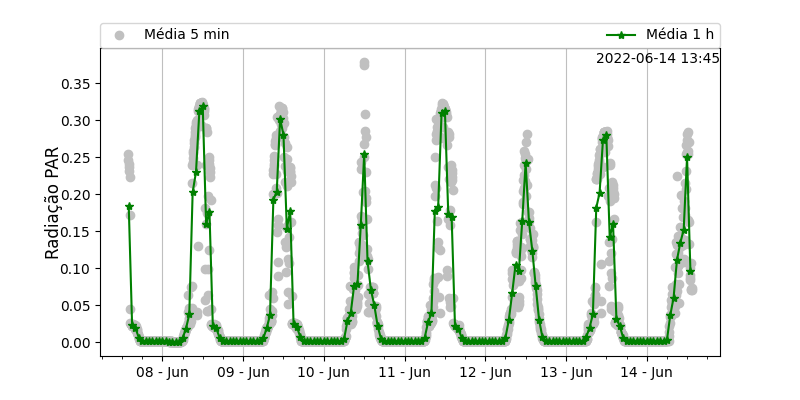 Média 5 min
Média 1 h
2022-06-14 13:45
Radiação PAR
0.35
0.30
0.25
0.20
0.15
0.10
0.05
0.00
08 - Jun
09 - Jun
10 - Jun
11 - Jun
12 - Jun
13 - Jun
14 - Jun